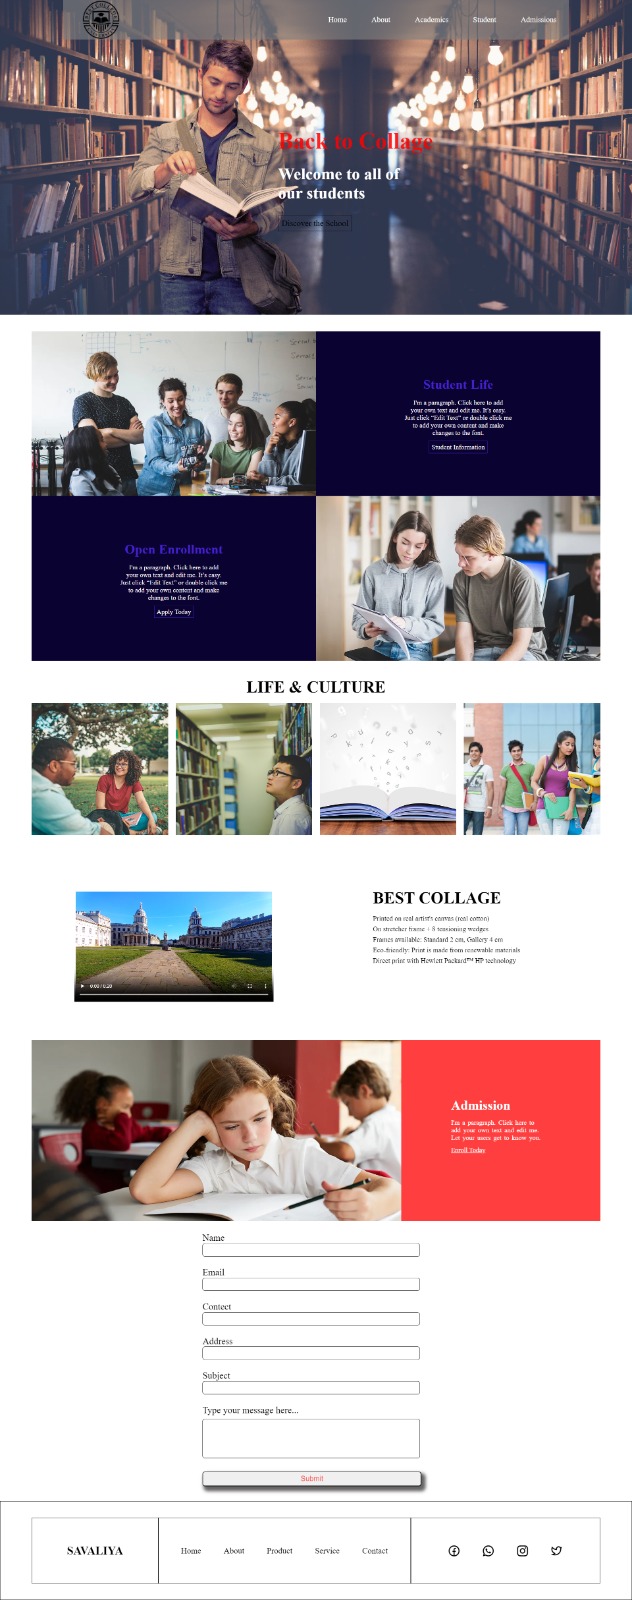 Home About Academics Student Admissions
Back to Collage
Welcome to all of
our students
Discover the School
Student Life
I'm a paragraph. Click here to add
your own text and edit me. It's easy.
Just click "Edit Text" or double click me
to add your own content and make
changes to the font.
Student Information
Open Enrollment
I'm a paragraph. Click here to add
your own text and edit me. It's easy.
Just click "Edit Text" or double click me
to add your own content and make
changes to the font.
Apply Today
LIFE & CULTURE
BEST COLLAGE
Printed on real artist's canvas (real cotton)
On stretcher frame + 8 tensioning wedges
Frames available: Standard 2 cm, Gallery 4 cm
Eco-friendly: Print is made from renewable materials
Direct print with Hewlett Packard™ HP technology
0:00 / 0:20
Admission
I'm a paragraph. Click here to
add your own text and edit me.
Let your users get to know you.
Enroll Today
Name
Email
Contect
Address
Subject
Type your message here...
Submit
SAVALIYA
Home About Product Service Contact